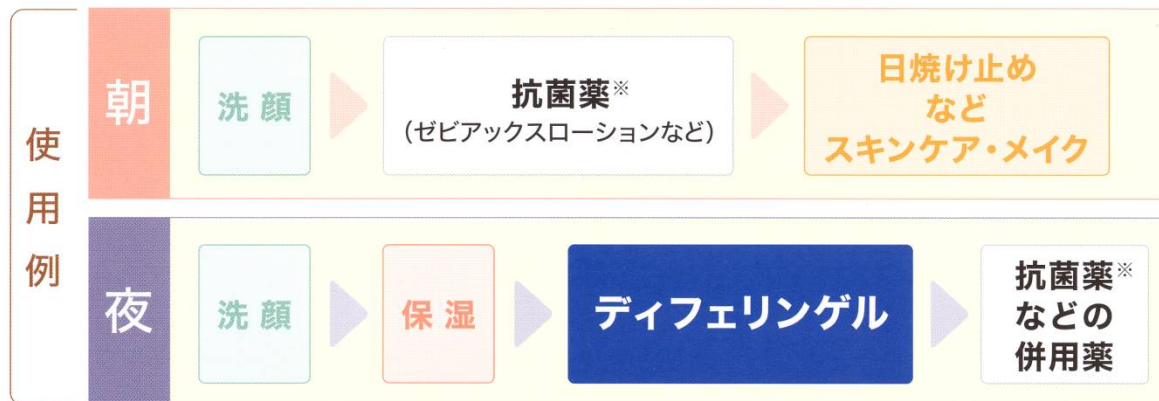 使用例
朝
洗顔
抗菌薬※
（ゼビアックスローションなど）
日焼け止め
など
スキンケア・メイク
夜
洗顔
保湿
ディフェリンゲル
抗菌薬※
などの
併用薬